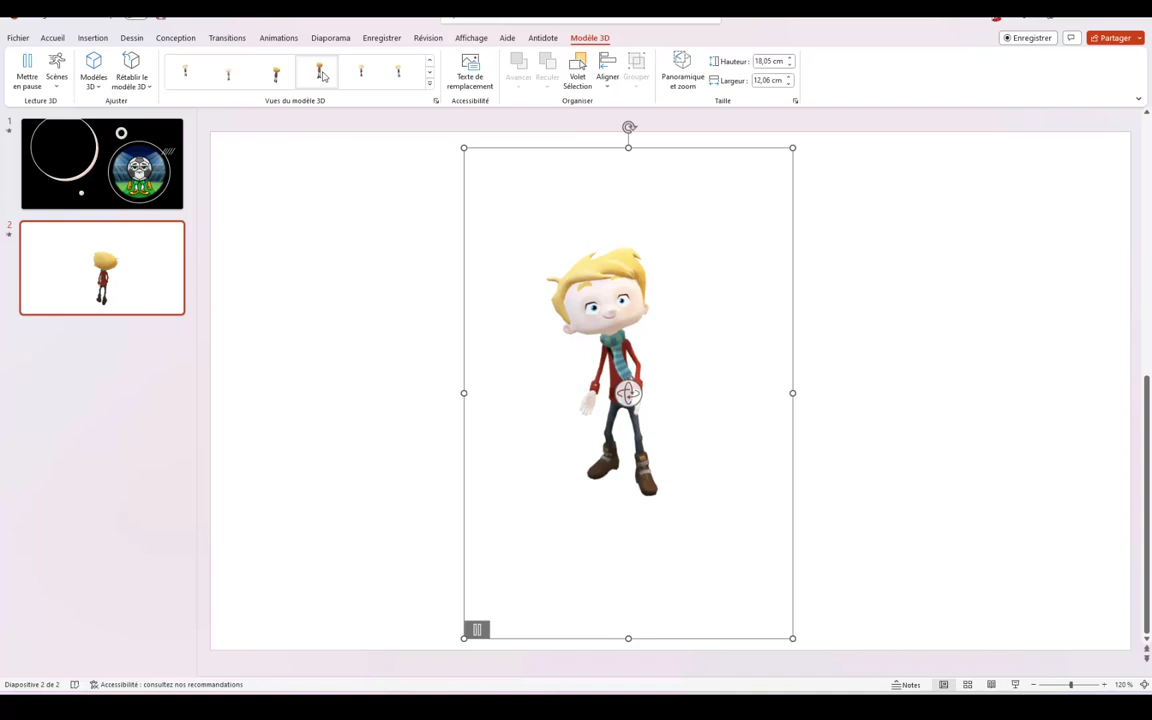 Fichier Accueil Insertion Dessin Conception Transitions Animations Diaporama Enregistrer Révision Affichage Aide Antidote Modèle 3D Enregistrer Partager
Mettre en pause
Scènes
Lecture 3D
Modèles 3D
Rétablir le modèle 3D
Ajuster
Vues du modèle 3D
Texte de remplacement
Accessibilité
Avancer
Reculer
Volet Sélection
Aligner
Grouper
Organiser
Panoramique et zoom
Hauteur : 18,05 cm
Largeur : 12,06 cm
Taille
1
2
Diapositive 2 de 2 Accessibilité : consultez nos recommandations Notes 120 %